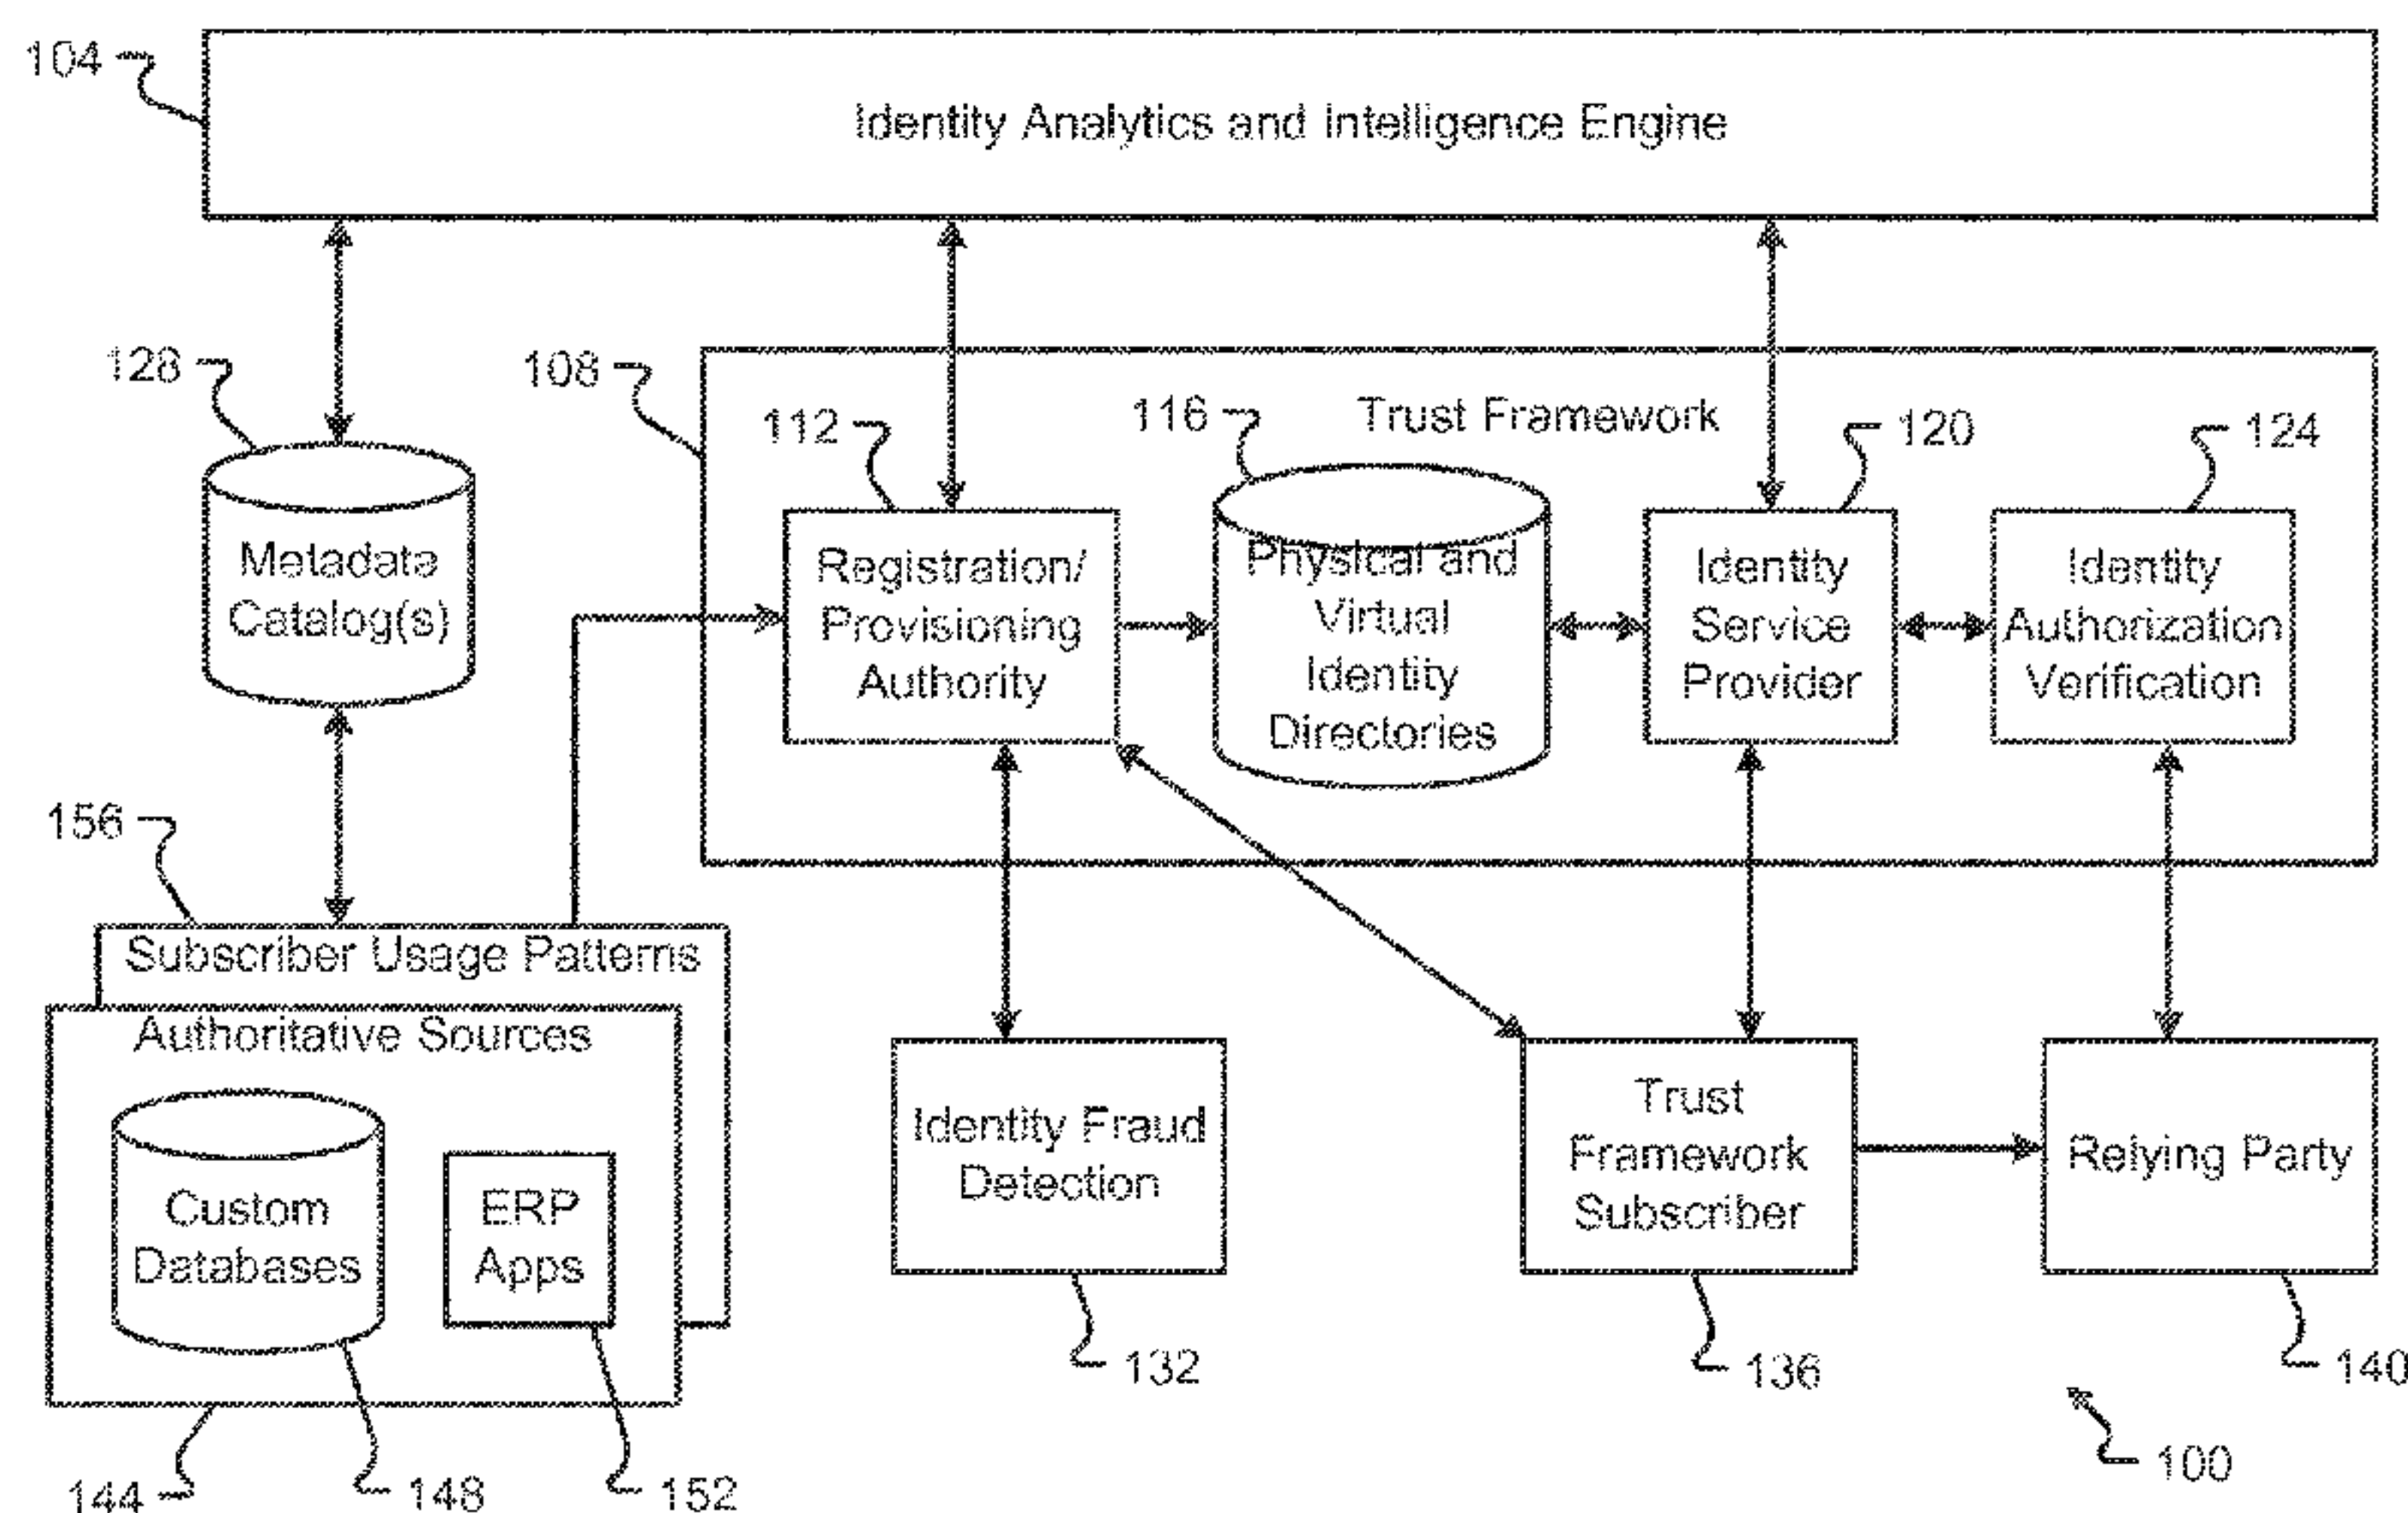 104
Identity Analytics and Intelligence Engine
128
108
Trust Framework
112
116
120
124
Metadate
Catalog(s)
Registration/
Provisioning
Authority
Physical and
Virtual
Identity
Directories
Identity
Service
Provider
Identity
Authorization
Verification
156
Subscriber Usage Patterns
Authoritative Sources
Custom
Databases
ERP
Apps
Identity Fraud
Detection
Trust
Framework
Subscriber
Relying Party
132
136
140
144
148
152
100